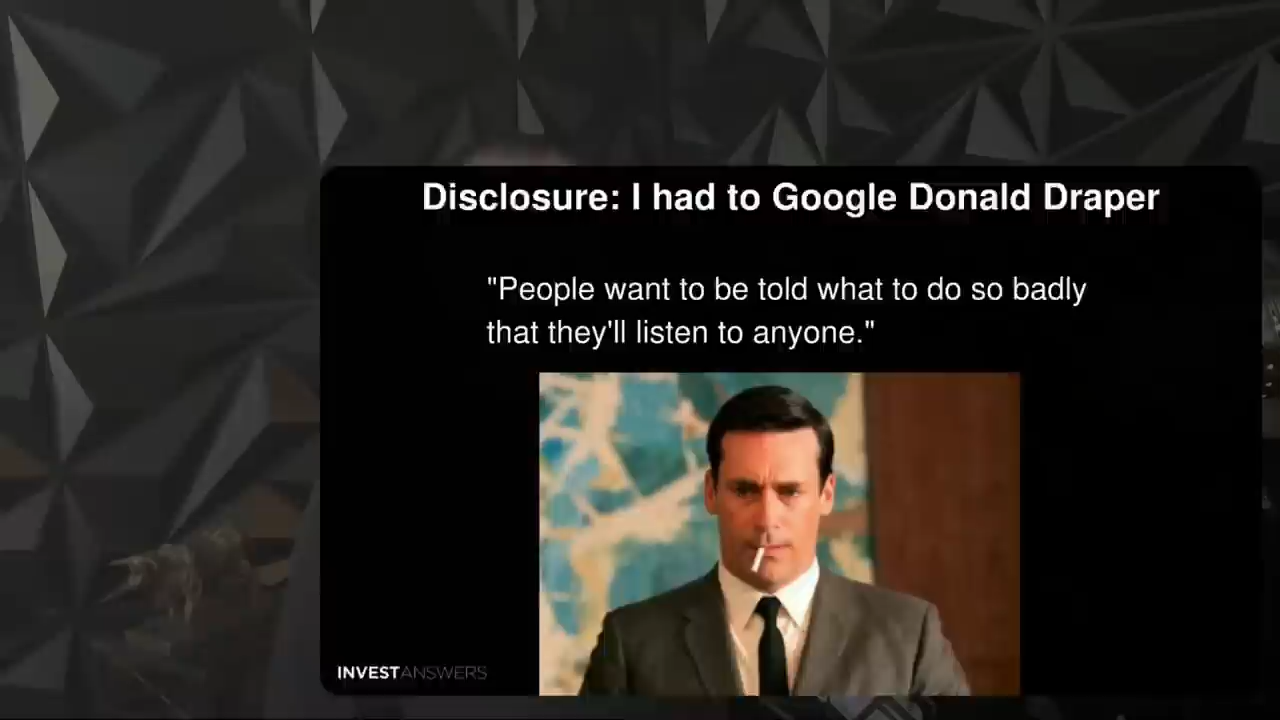 Disclosure: I had to Google Donald Draper
"People want to be told what to do so badly
that they'll listen to anyone."
INVESTANSWERS